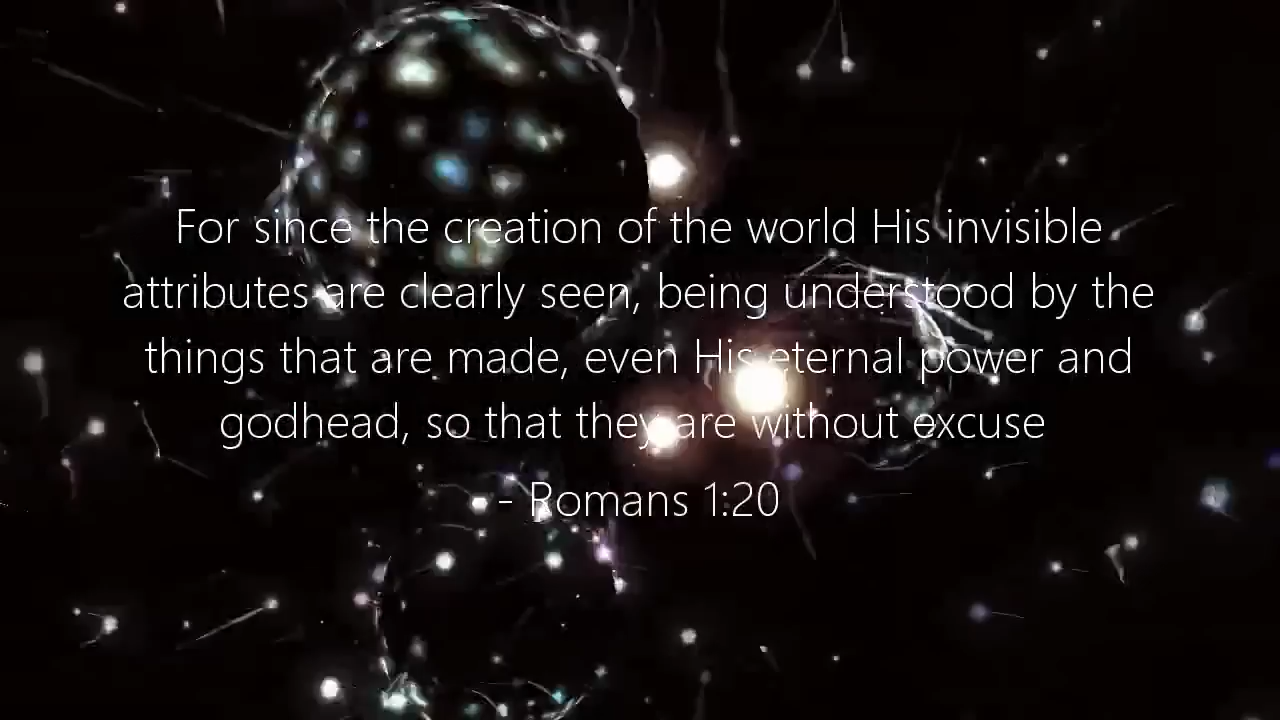 For since the creation of the world His invisible
attributes are clearly seen, being understood by the
things that are made, even His eternal power and
godhead, so that they are without excuse
- Romans 1:20